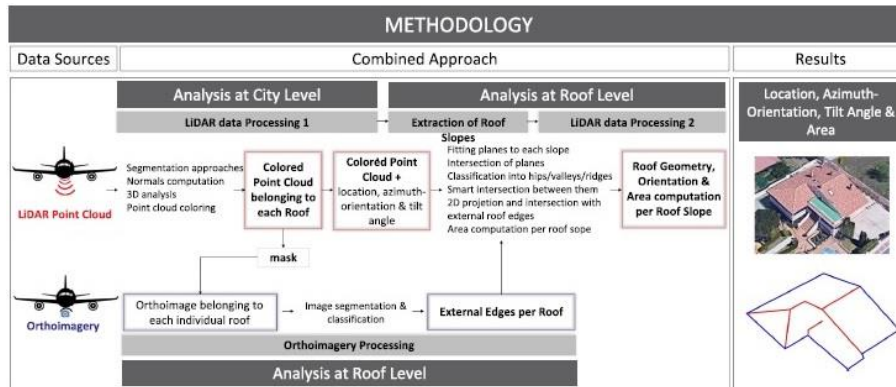 METHODOLOGY
Data Sources
Combined Approach
Results
Analysis at City Level
Analysis at Roof Level
Location, Azimuth-
Orientation, Tilt Angle &
Area
LiDAR data Processing 1
Extraction of Roof
Slopes
LiDAR data Processing 2
LiDAR Point Cloud
Segmentation approaches
Normals computation
3D analysis
Point cloud coloring
Colored
Point Cloud
belonging to
each Roof
Coloréd Point
Cloud +
location, azimuth-
orientation & tilt
angle
Fitting planes to each slope
Intersection of planes
Classification into hips/valleys/ridges
Smart intersection between them
2D projetion and intersection with
external roof edges
Area computation per roof sope
Roof Geometry,
Orientation &
Area computation
per Roof Slope
mask
Orthoimagery
Orthoimage belonging to
each individual roof
Image segmentation &
classification
External Edges per Roof
Orthoimagery Processing
Analysis at Roof Level